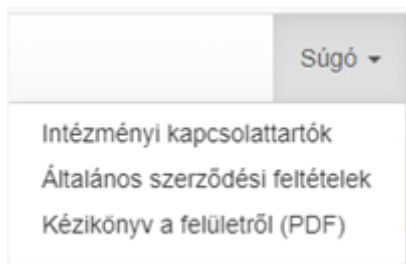 Súgó
Intézményi kapcsolattartók
Általános szerződési feltételek
Kézikönyv a felületről (PDF)